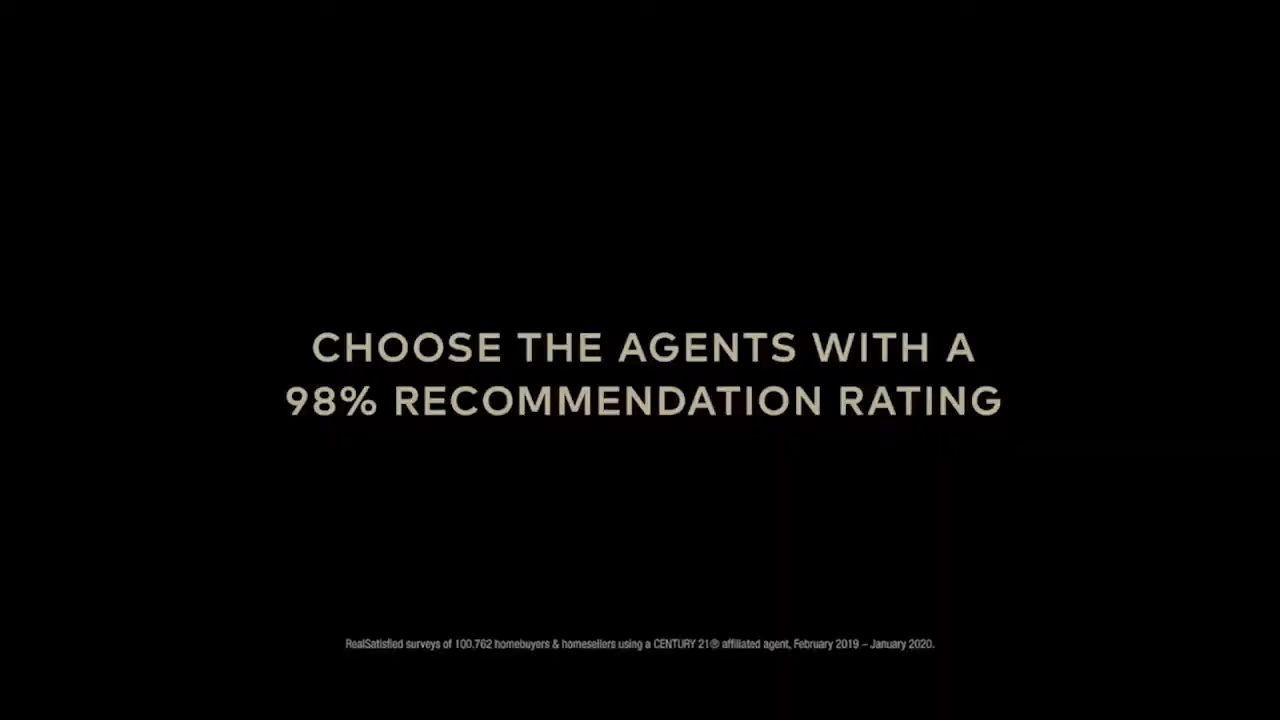 CHOOSE THE AGENTS WITH A
98% RECOMMENDATION RATING
RealSatisfied surveys of 100,762 homebuyers & homesellers using a CENTURY 21® affiliated agent, February 2019 – January 2020.